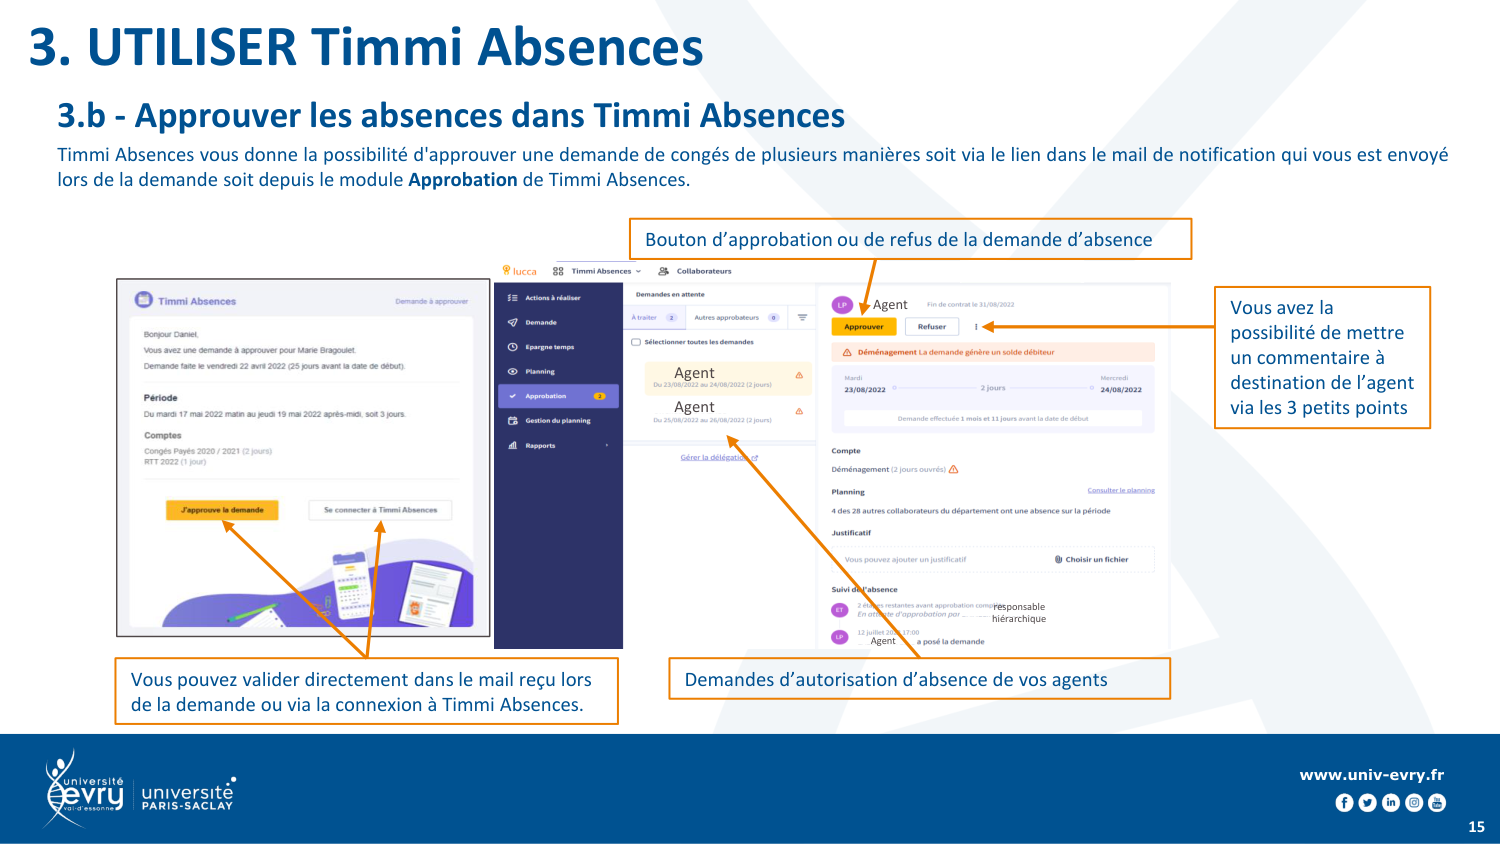 3. UTILISER Timmi Absences
3.b - Approuver les absences dans Timmi Absences
Timmi Absences vous donne la possibilité d'approuver une demande de congés de plusieurs manières soit via le lien dans le mail de notification qui vous est envoyé
lors de la demande soit depuis le module Approbation de Timmi Absences.
Bouton d’approbation ou de refus de la demande d’absence
Timmi Absences
Demande à approuver
Bonjour Daniel,
Vous avez une demande à approuver pour Marie Bragoulet.
Demande faite le vendredi 22 avril 2022 (25 jours avant la date de début).
Période
Du mardi 17 mai 2022 matin au jeudi 19 mai 2022 après-midi, soit 3 jours.
Comptes
Congés Payés 2020 / 2021 (2 jours)
RTT 2022 (1 jour)
J'approuve la demande
Se connecter à Timmi Absences
lucca
Timmi Absences
Collaborateurs
Actions à réaliser
Demande
Epargne temps
Planning
Approbation 2
Gestion du planning
Rapports
Demandes en attente
À traiter 2
Autres approbateurs 0
Sélectionner toutes les demandes
Agent
Du 23/08/2022 au 24/08/2022 (2 jours)
Agent
Du 25/08/2022 au 26/08/2022 (2 jours)
Gérer la délégation
LP
Agent
Fin de contrat le 31/08/2022
Approuver
Refuser
Déménagement La demande génère un solde débiteur
Mardi
23/08/2022
2 jours
Mercredi
24/08/2022
Demande effectuée 1 mois et 11 jours avant la date de début
Compte
Déménagement (2 jours ouvrés)
Planning
Consulter le planning
4 des 28 autres collaborateurs du département ont une absence sur la période
Justificatif
Vous pouvez ajouter un justificatif
Choisir un fichier
Suivi de l'absence
ET
2 étapes restantes avant approbation
En attente d'approbation par
responsable
hiérarchique
LP
12 juillet 17:00
Agent a posé la demande
Vous avez la
possibilité de mettre
un commentaire à
destination de l’agent
via les 3 petits points
Vous pouvez valider directement dans le mail reçu lors
de la demande ou via la connexion à Timmi Absences.
Demandes d’autorisation d’absence de vos agents
université
evry
val-d'essonne
université
PARIS-SACLAY
www.univ-evry.fr
15